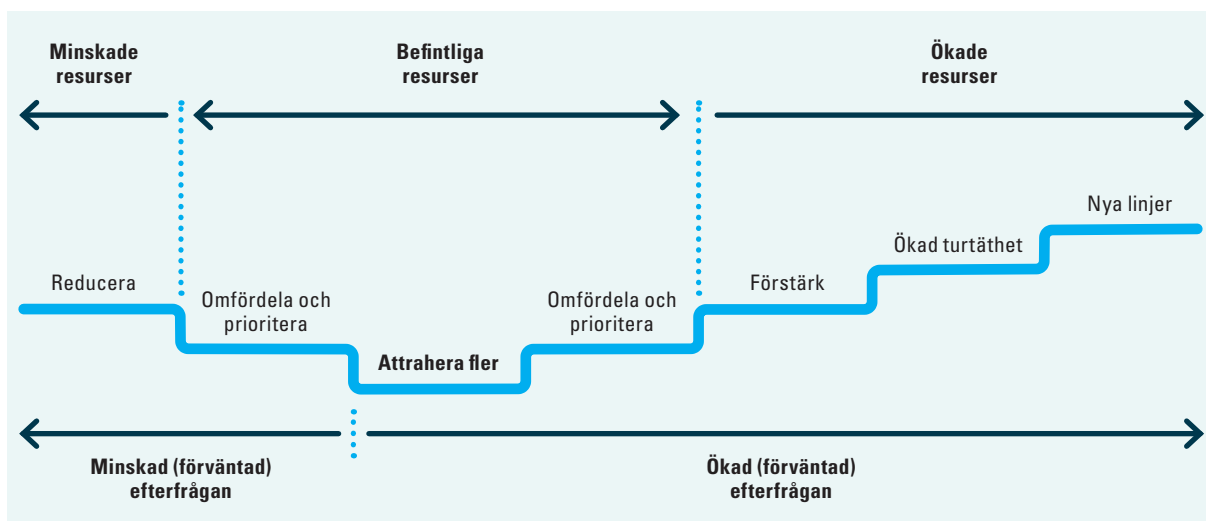 Minskade
resurser
Befintliga
resurser
Ökade
resurser
Reducera
Omfördela och
prioritera
Attrahera fler
Omfördela och
prioritera
Förstärk
Ökad turtäthet
Nya linjer
Minskad (förväntad)
efterfrågan
Ökad (förväntad)
efterfrågan